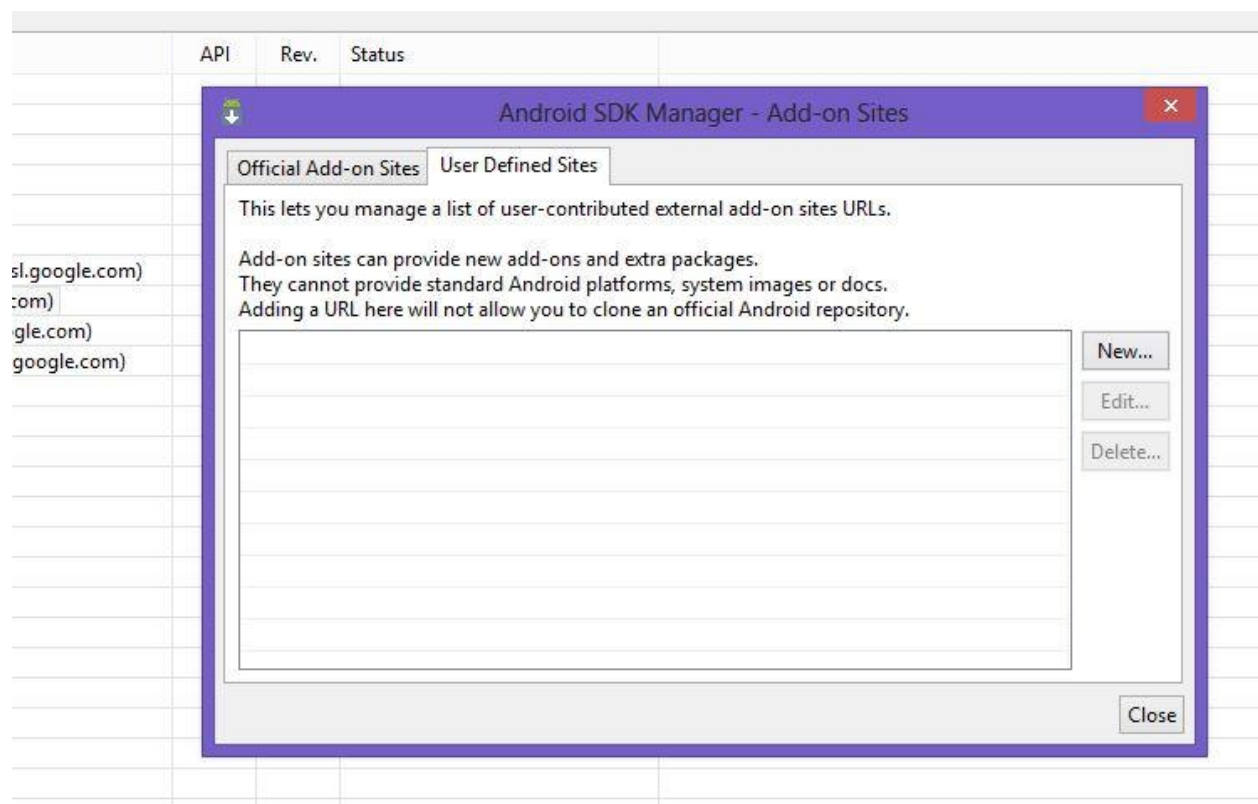 API Rev. Status
Android SDK Manager - Add-on Sites
Official Add-on Sites User Defined Sites
This lets you manage a list of user-contributed external add-on sites URLs.
Add-on sites can provide new add-ons and extra packages.
They cannot provide standard Android platforms, system images or docs.
Adding a URL here will not allow you to clone an official Android repository.
sl.google.com)
com)
gle.com)
google.com)
New...
Edit...
Delete...
Close